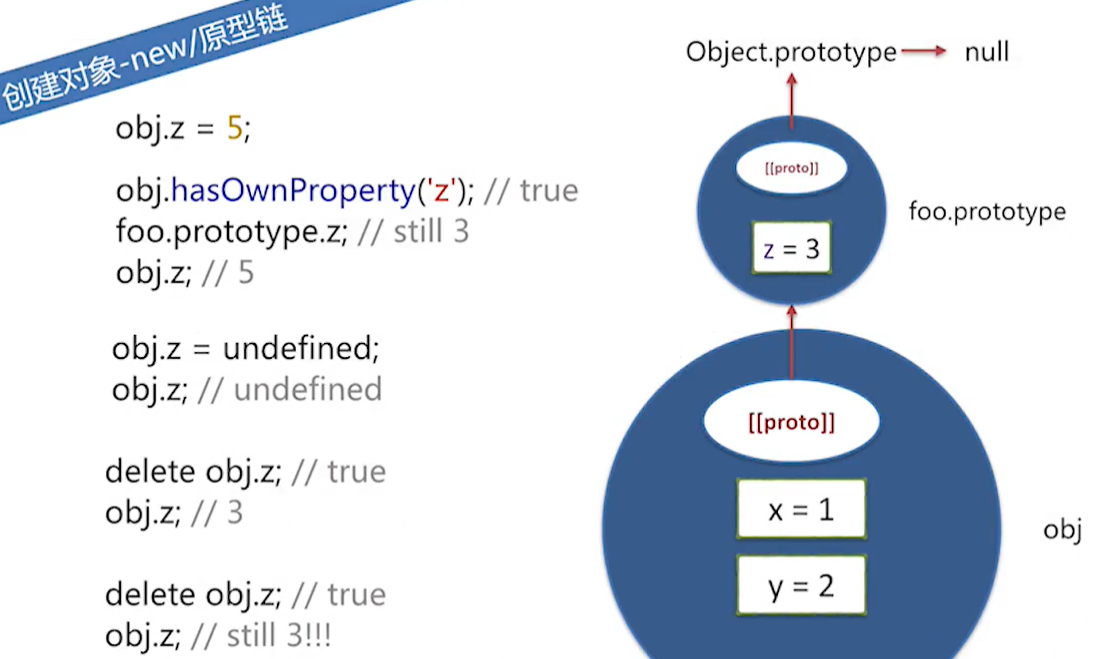 创建对象-new/原型链
obj.z = 5;
obj.hasOwnProperty('z'); // true
foo.prototype.z; // still 3
obj.z; // 5
obj.z = undefined;
obj.z; // undefined
delete obj.z; // true
obj.z; // 3
delete obj.z; // true
obj.z; // still 3!!!
Object.prototype
null
[[proto]]
z = 3
foo.prototype
[[proto]]
x = 1
y = 2
obj